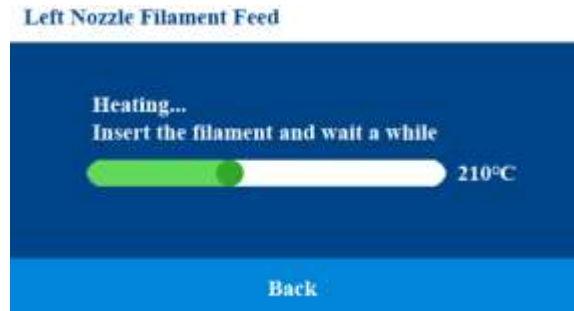 Left Nozzle Filament Feed
Heating...
Insert the filament and wait a while
210°C
Back